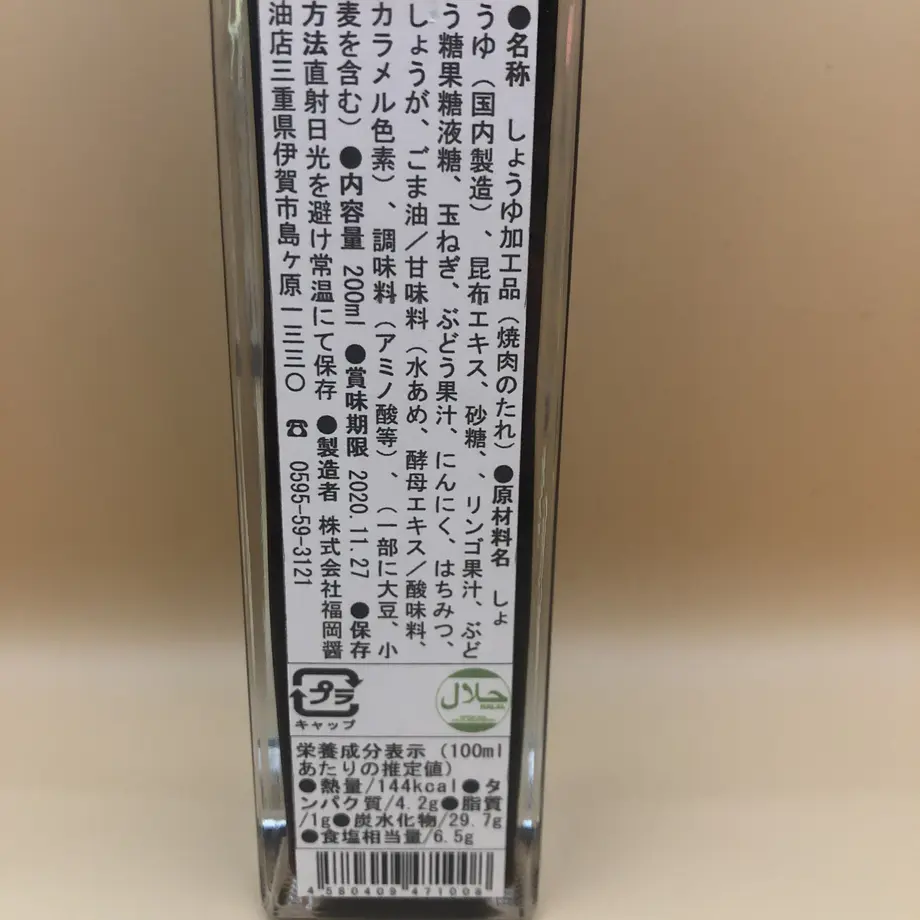 ●名称　しょうゆ加工品（焼肉のたれ）●原材料名　しょ
うゆ（国内製造）、昆布エキス、砂糖、、リンゴ果汁、ぶど
う糖果糖液糖、玉ねぎ、ぶどう果汁、にんにく、はちみつ、
しょうが、ごま油／甘味料（水あめ、酵母エキス／酸味料、
カラメル色素）、調味料（アミノ酸等）、（一部に大豆、小
麦を含む）●内容量　200ml　●賞味期限　2020.11.27　●保存
方法直射日光を避け常温にて保存　●製造者　株式会社福岡醤
油店三重県伊賀市島ヶ原一三三〇　☎　0595-59-3121
プラ
キャップ
حلال
HALAL
栄養成分表示（100ml
あたりの推定値）
●熱量/144kcal●タ
ンパク質/4.2g●脂質
/1g●炭水化物/29.7g
●食塩相当量/6.5g
4 580409 471008